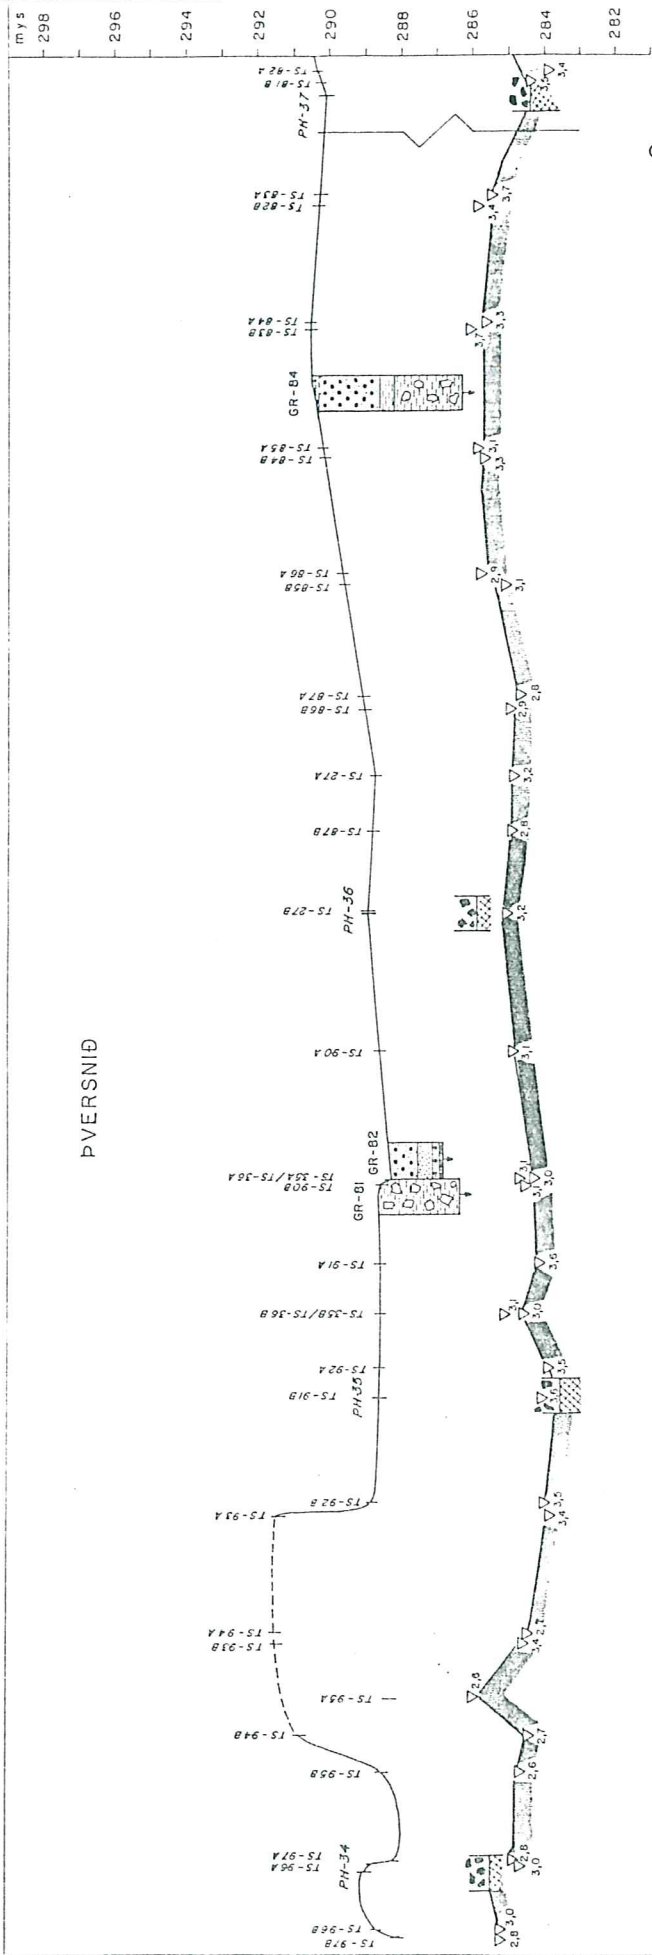 ÞVERSNIÐ
m y s
298
296
294
292
290
288
286
284
282
TS-97B
TS-96B
PH-34
TS-96A
TS-97A
TS-95B
TS-94B
TS-95A
TS-93B
TS-94A
TS-93A
TS-92B
TS-91B
PH-35
TS-92A
TS-35B/TS-36B
TS-91A
GR-81
TS-90B
TS-35A/TS-36A
GR-82
TS-90A
TS-27B
PH-36
TS-87B
TS-27A
TS-86B
TS-87A
TS-85B
TS-86A
TS-84B
TS-85A
GR-84
TS-83B
TS-84A
TS-82B
TS-83A
PH-37
TS-81B
TS-82A
2,8
3,0
3,0
2,8
2,6
2,7
2,6
3,4
2,7
3,4
3,5
3,6
3,5
3,0
3,1
3,6
3,1
3,1
3,0
3,1
3,2
2,8
3,2
2,9
2,8
3,1
2,9
3,3
3,1
3,7
3,3
3,4
3,7
3,5
3,4